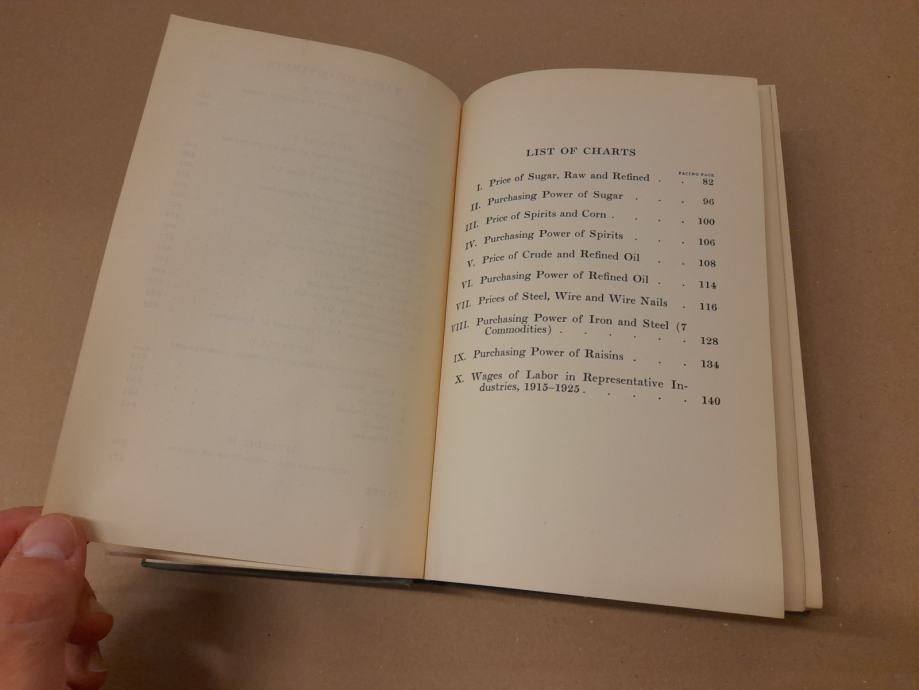 LIST OF CHARTS
FACING PAGE
I. Price of Sugar, Raw and Refined . . 82
II. Purchasing Power of Sugar . . . 96
III. Price of Spirits and Corn . . . . 100
IV. Purchasing Power of Spirits . . . 106
V. Price of Crude and Refined Oil . . 108
VI. Purchasing Power of Refined Oil . . 114
VII. Prices of Steel, Wire and Wire Nails . 116
VIII. Purchasing Power of Iron and Steel (7
Commodities) . . . . . . 128
IX. Purchasing Power of Raisins . . . 134
X. Wages of Labor in Representative In-
dustries, 1915–1925 . . . . . 140